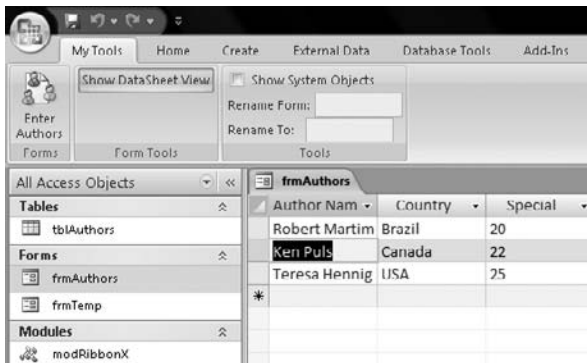 My Tools Home Create External Data Database Tools Add-Ins
Show DataSheet View
Show System Objects
Rename Form:
Rename To:
Enter
Authors
Forms Form Tools Tools
All Access Objects
frmAuthors
Tables
tblAuthors
Forms
frmAuthors
frmTemp
Modules
modRibbonX
Author Nam Country Special
Robert Martim Brazil 20
Ken Puls Canada 22
Teresa Hennig USA 25